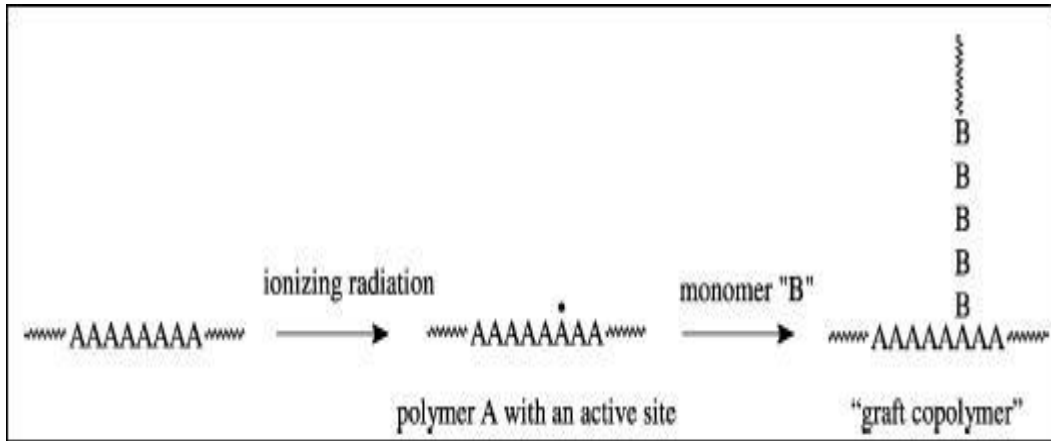 B
B
B
B
B
ionizing radiation
monomer "B"
AAAAAAAA
AAAAAAAA
AAAAAAAA
polymer A with an active site
“graft copolymer”